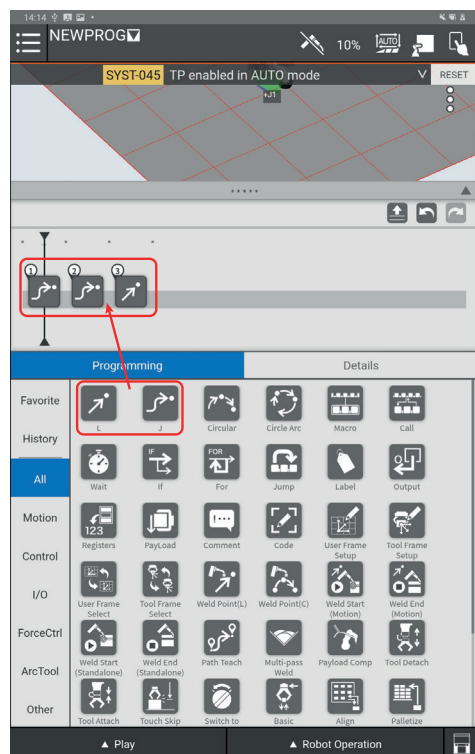 14:14
NEWPROG
10%
AUTO
SYST-045 TP enabled in AUTO mode
RESET
+J1
1 2 3
Programming Details
Favorite
History
All
Motion
Control
I/O
ForceCtrl
ArcTool
Other
L J Circular Circle Arc Macro Call
IF FOR
Wait If For Jump Label Output
123
Registers PayLoad Comment Code User Frame Setup Tool Frame Setup
User Frame Select Tool Frame Select Weld Point(L) Weld Point(C) Weld Start (Motion) Weld End (Motion)
Weld Start (Standalone) Weld End (Standalone) Path Teach Multi-pass Weld Payload Comp Tool Detach
Tool Attach Touch Skip Switch to Basic Align Palletize
Play Robot Operation